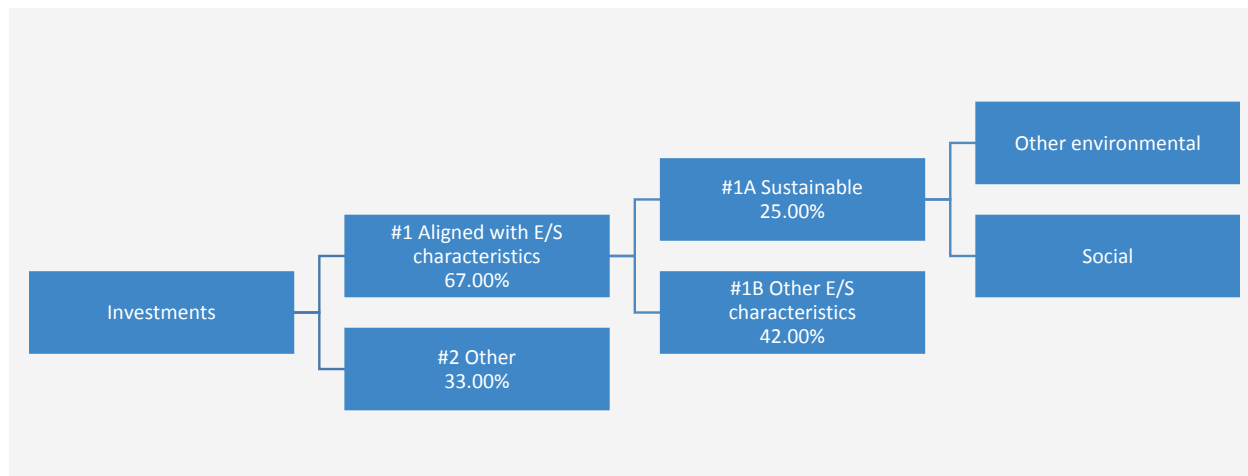 Investments
#1 Aligned with E/S
characteristics
67.00%
#2 Other
33.00%
#1A Sustainable
25.00%
#1B Other E/S
characteristics
42.00%
Other environmental
Social